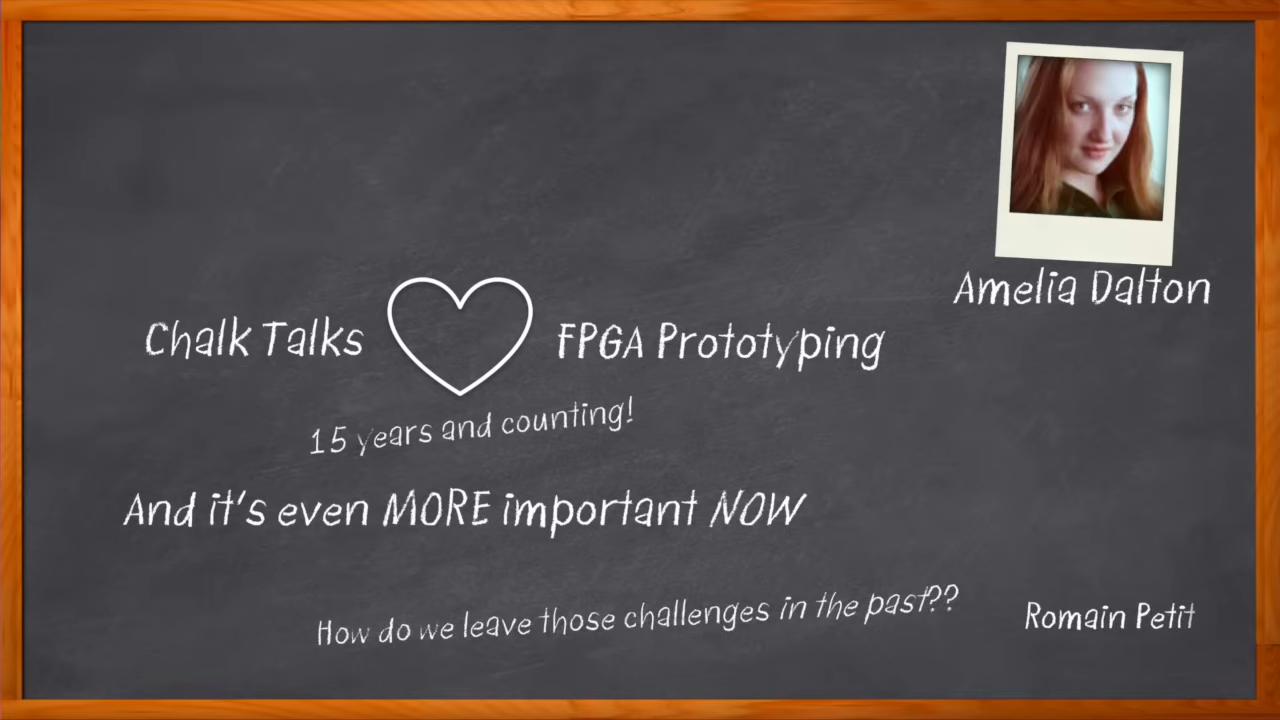 Amelia Dalton
Chalk Talks FPGA Prototyping
15 years and counting!
And it's even MORE important NOW
How do we leave those challenges in the past??
Romain Petit